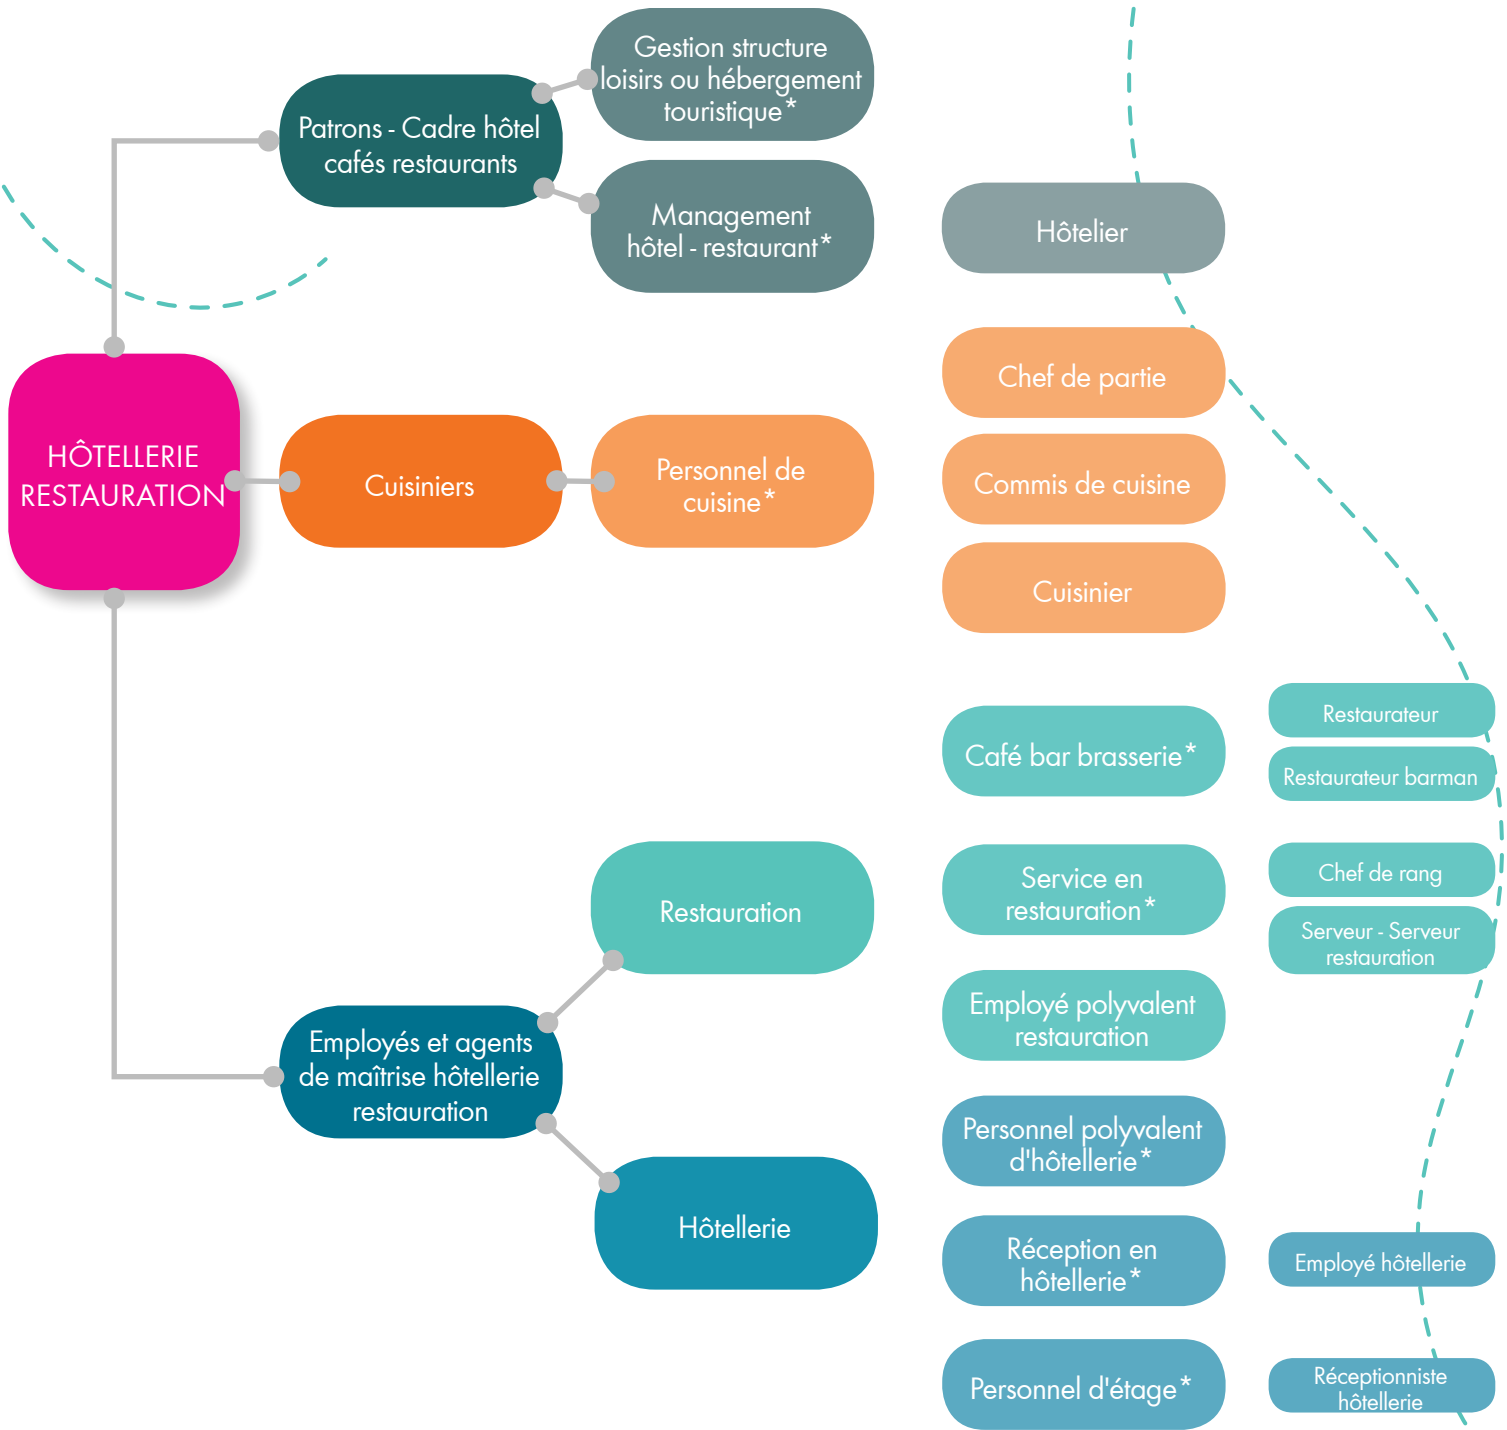 Gestion structure
loisirs ou hébergement
touristique*
Patrons - Cadre hôtel
cafés restaurants
Management
hôtel - restaurant*
Hôtelier
HÔTELLERIE
RESTAURATION
Cuisiniers
Personnel de
cuisine*
Chef de partie
Commis de cuisine
Cuisinier
Café bar brasserie*
Restaurateur
Restaurateur barman
Restauration
Service en
restauration*
Chef de rang
Serveur - Serveur
restauration
Employé polyvalent
restauration
Employés et agents
de maîtrise hôtellerie
restauration
Personnel polyvalent
d'hôtellerie*
Hôtellerie
Réception en
hôtellerie*
Employé hôtellerie
Personnel d'étage*
Réceptionniste
hôtellerie